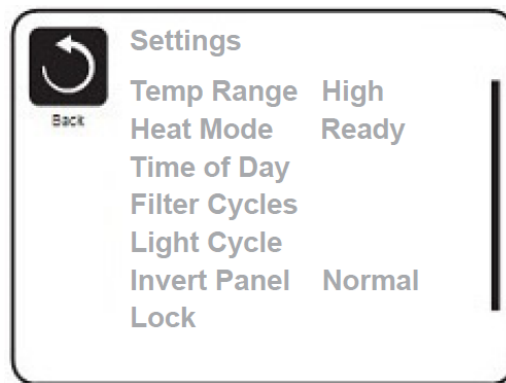 Settings
Temp Range High
Heat Mode Ready
Time of Day
Filter Cycles
Light Cycle
Invert Panel Normal
Lock
Back